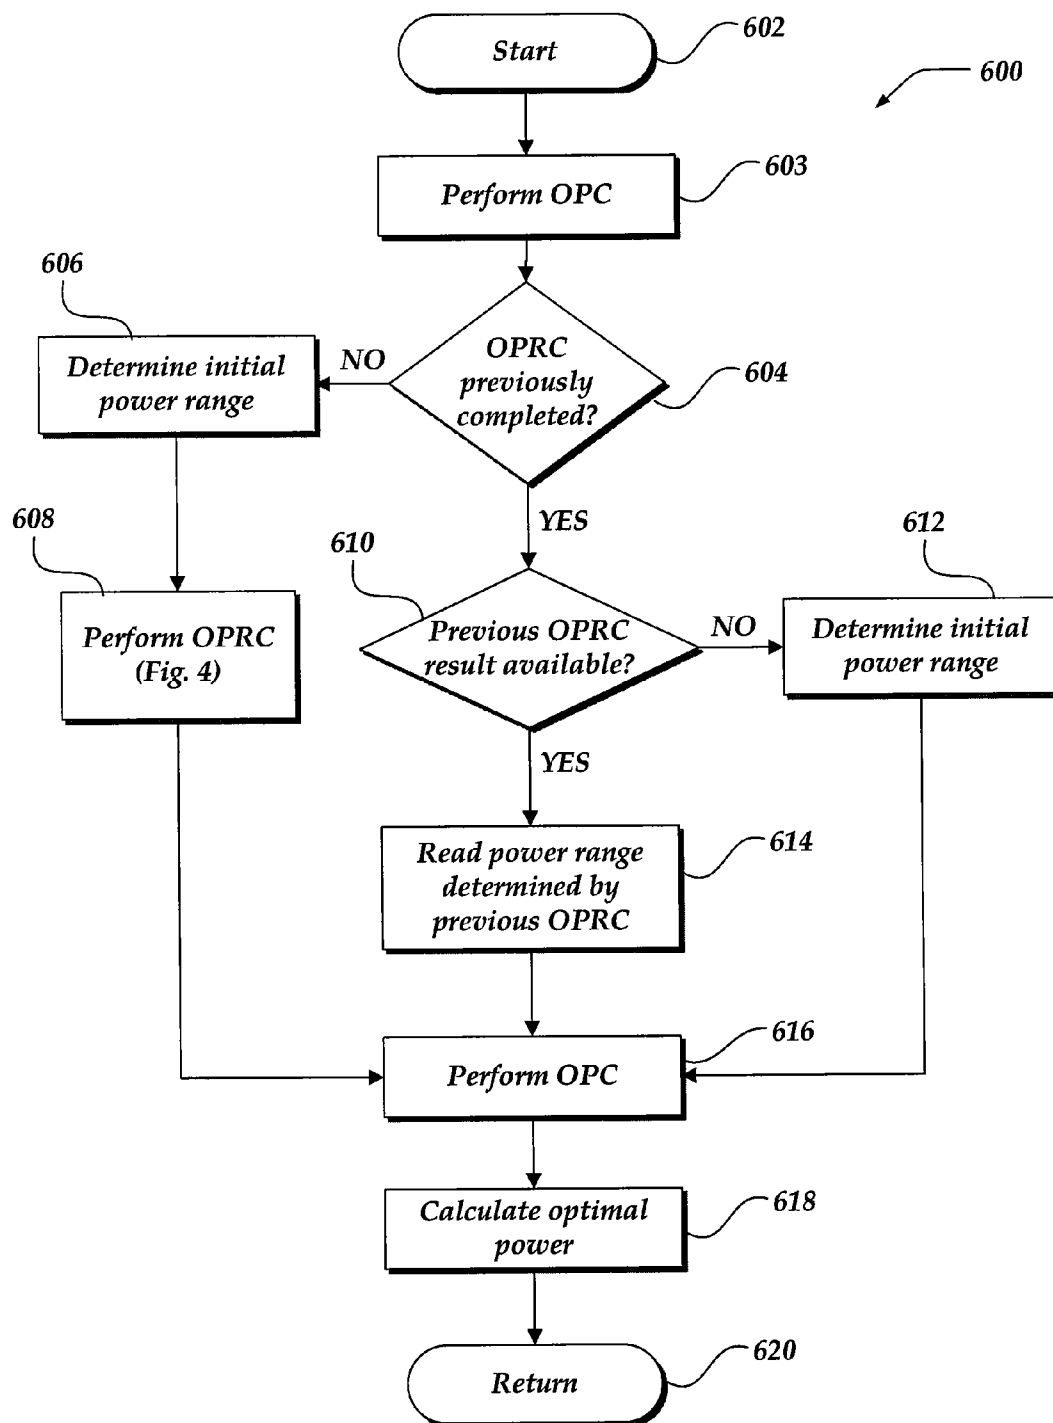 Start
602
600
Perform OPC
603
606
Determine initial
power range
NO
OPRC
previously
completed?
604
YES
608
Perform OPRC
(Fig. 4)
610
Previous OPRC
result available?
NO
612
Determine initial
power range
YES
Read power range
determined by
previous OPRC
614
Perform OPC
616
Calculate optimal
power
618
Return
620